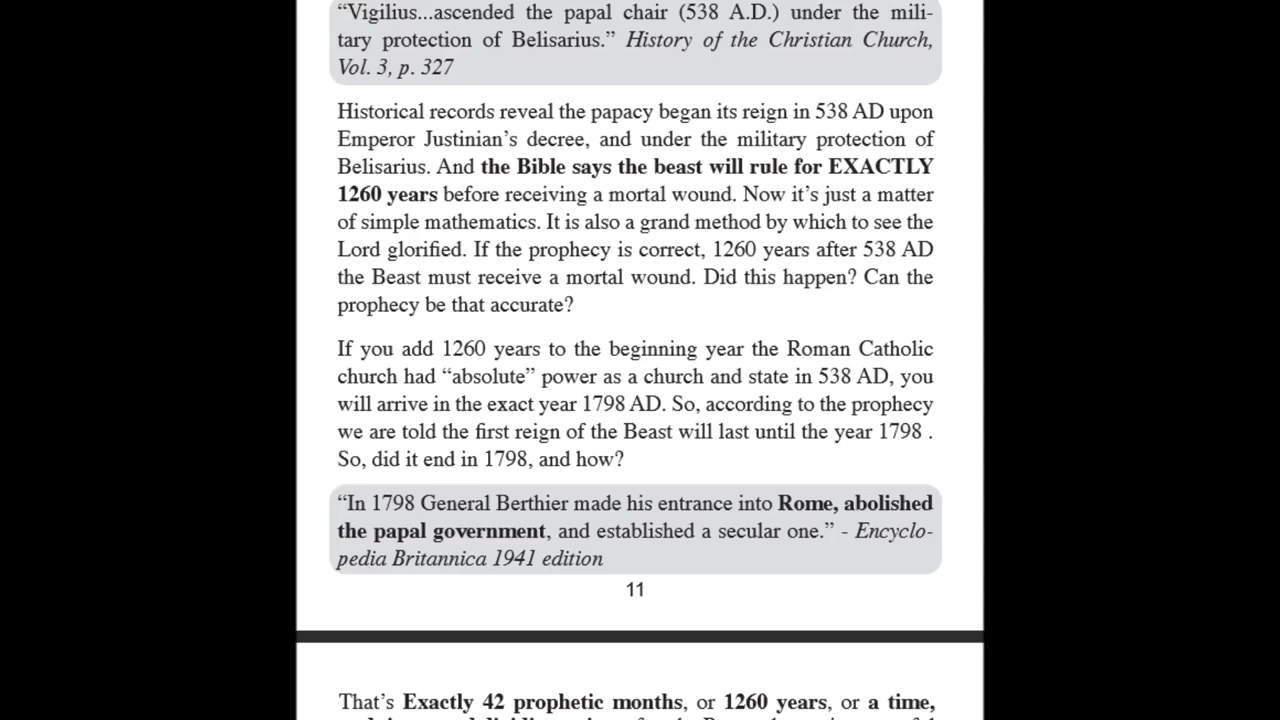 “Vigilius...ascended the papal chair (538 A.D.) under the mili-
tary protection of Belisarius.” History of the Christian Church,
Vol. 3, p. 327
Historical records reveal the papacy began its reign in 538 AD upon
Emperor Justinian’s decree, and under the military protection of
Belisarius. And the Bible says the beast will rule for EXACTLY
1260 years before receiving a mortal wound. Now it’s just a matter
of simple mathematics. It is also a grand method by which to see the
Lord glorified. If the prophecy is correct, 1260 years after 538 AD
the Beast must receive a mortal wound. Did this happen? Can the
prophecy be that accurate?
If you add 1260 years to the beginning year the Roman Catholic
church had “absolute” power as a church and state in 538 AD, you
will arrive in the exact year 1798 AD. So, according to the prophecy
we are told the first reign of the Beast will last until the year 1798 .
So, did it end in 1798, and how?
“In 1798 General Berthier made his entrance into Rome, abolished
the papal government, and established a secular one.” - Encyclo-
pedia Britannica 1941 edition
11
That’s Exactly 42 prophetic months, or 1260 years, or a time,